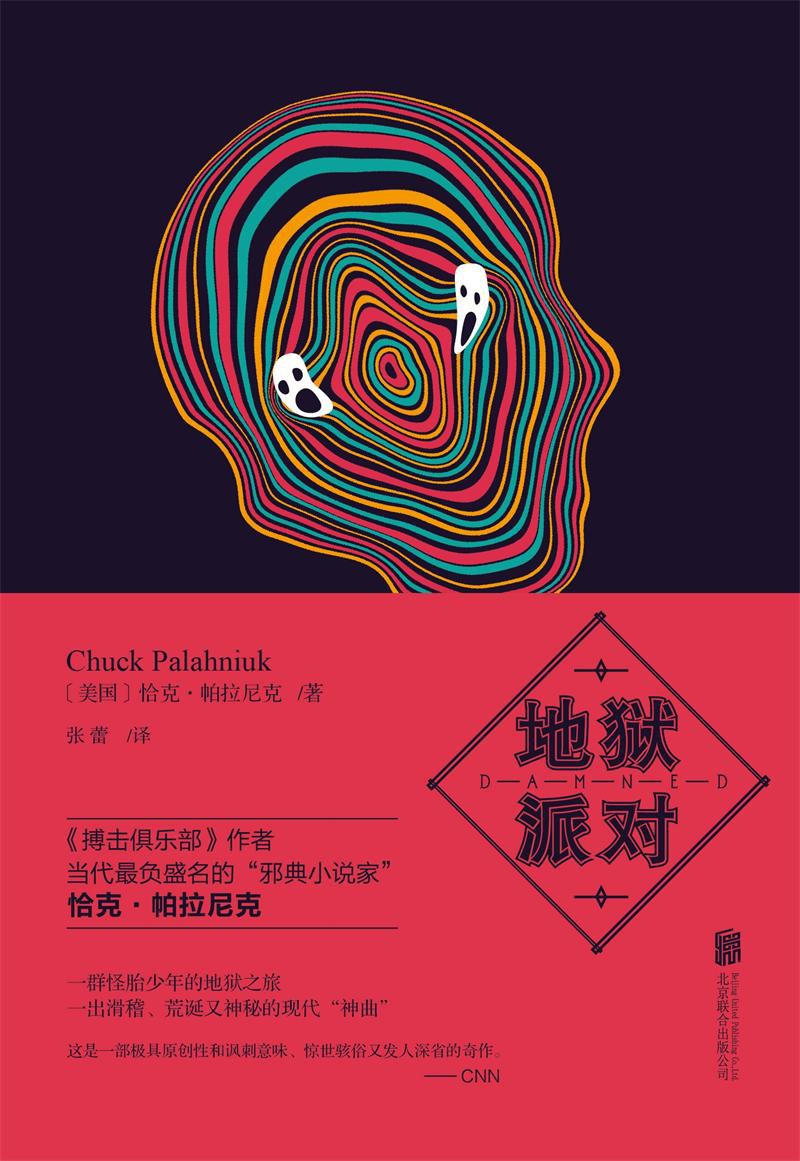 Chuck Palahniuk
〔美国〕恰克·帕拉尼克 /著
张蕾 /译
地狱
D—A—M—N—E—D
派对
《搏击俱乐部》作者
当代最负盛名的“邪典小说家”
恰克·帕拉尼克
一群怪胎少年的地狱之旅
一出滑稽、荒诞又神秘的现代“神曲”
这是一部极具原创性和讽刺意味、惊世骇俗又发人深省的奇作。
——CNN
北京联合出版公司
Beijing United Publishing Co.,Ltd.